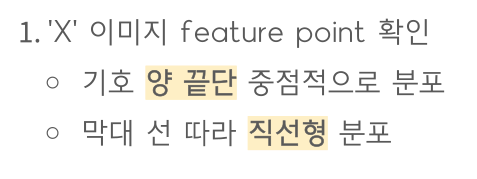 1. 'X' 이미지 feature point 확인
○ 기호 양 끝단 중점적으로 분포
○ 막대 선 따라 직선형 분포